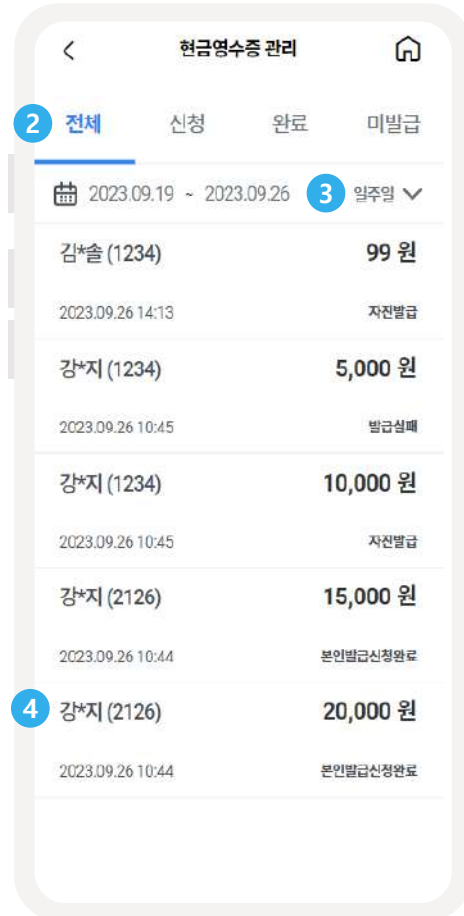 현금영수증 관리
2 전체 신청 완료 미발급
2023.09.19 ~ 2023.09.26 3 일주일
김*솔 (1234) 99 원
2023.09.26 14:13 자진발급
강*지 (1234) 5,000 원
2023.09.26 10:45 발급실패
강*지 (1234) 10,000 원
2023.09.26 10:45 자진발급
강*지 (2126) 15,000 원
2023.09.26 10:44 본인발급신청완료
4 강*지 (2126) 20,000 원
2023.09.26 10:44 본인발급신청완료